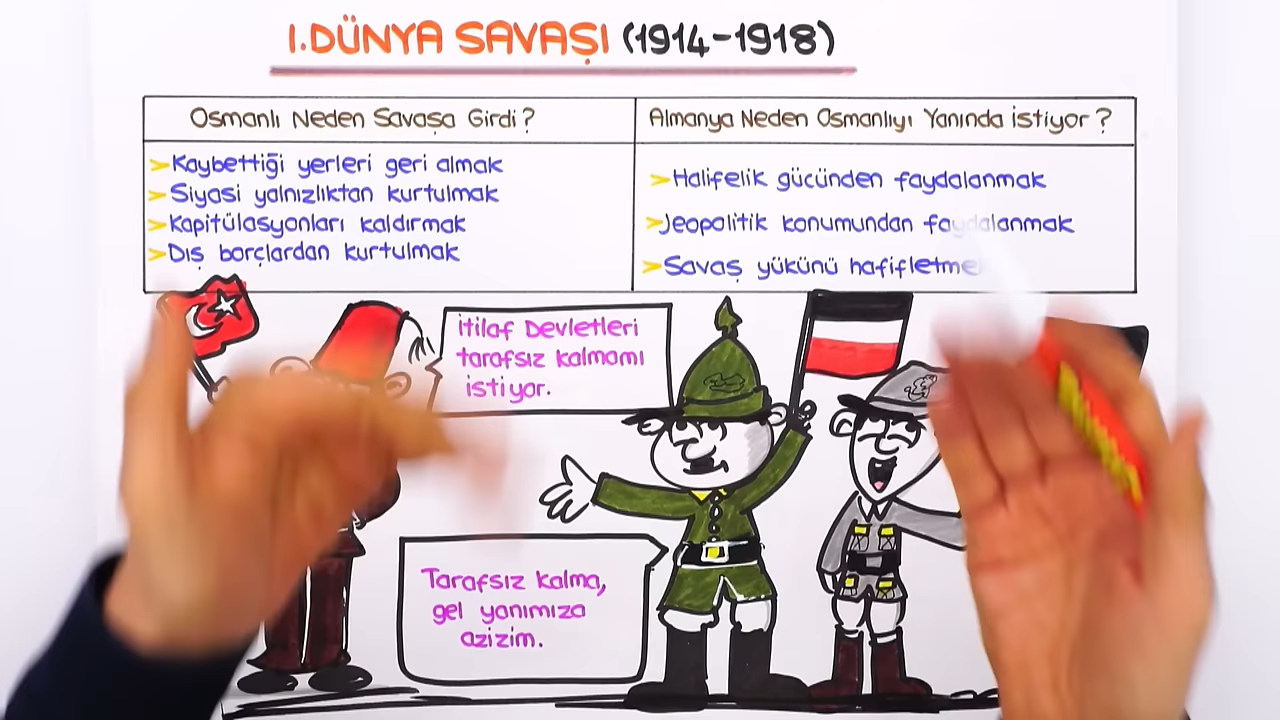 I.DÜNYA SAVAŞI (1914-1918)
Osmanlı Neden Savaşa Girdi?
Almanya Neden Osmanlıyı Yanında istiyor?
>Kaybettiği yerleri geri almak
>Siyasi yalnızlıktan kurtulmak
>Kapitülasyonları kaldırmak
>Dış borçlardan kurtulmak
>Halifelik gücünden faydalanmak
>Jeopolitik konumundan faydalanmak
>Savaş yükünü
itilaf Devletleri
tarafsız kalmamı
istiyor.
Tarafsız kalma,
gel yanımıza
azizim.